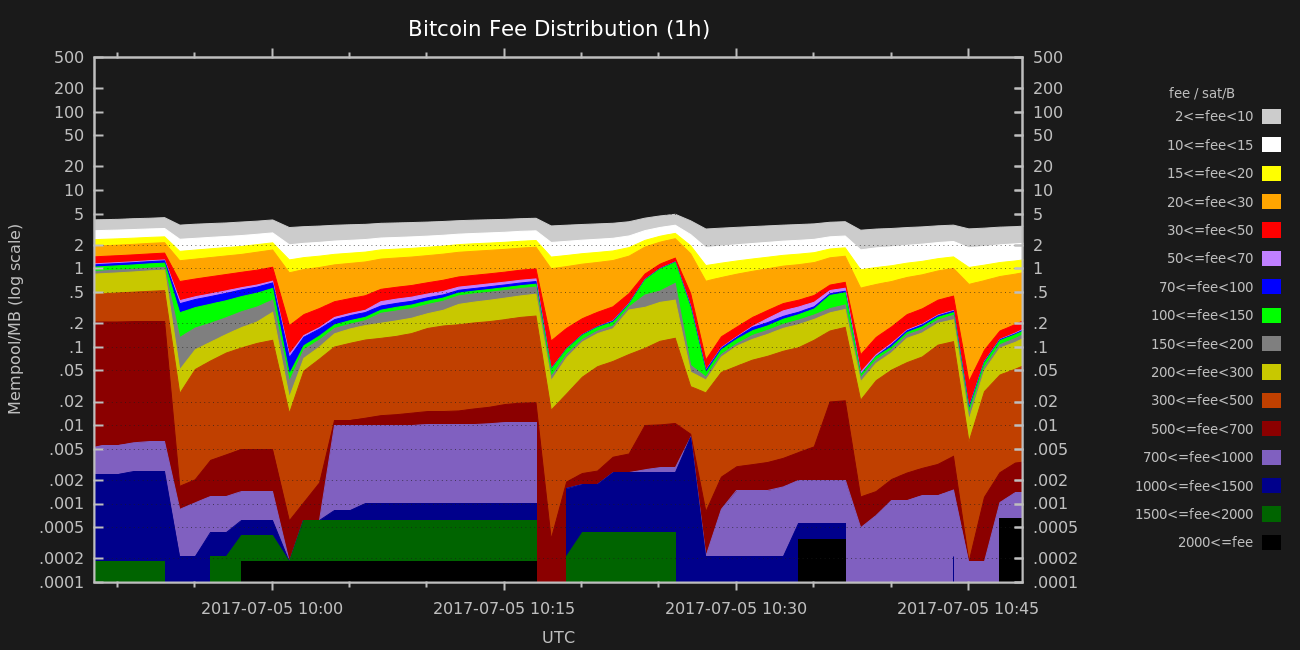 Bitcoin Fee Distribution (1h)
Mempool/MB (log scale)
500
200
100
50
20
10
5
2
1
.5
.2
.1
.05
.02
.01
.005
.002
.001
.0005
.0002
.0001
500
200
100
50
20
10
5
2
1
.5
.2
.1
.05
.02
.01
.005
.002
.001
.0005
.0002
.0001
2017-07-05 10:00 2017-07-05 10:15 2017-07-05 10:30 2017-07-05 10:45
UTC
fee / sat/B
2<=fee<10
10<=fee<15
15<=fee<20
20<=fee<30
30<=fee<50
50<=fee<70
70<=fee<100
100<=fee<150
150<=fee<200
200<=fee<300
300<=fee<500
500<=fee<700
700<=fee<1000
1000<=fee<1500
1500<=fee<2000
2000<=fee